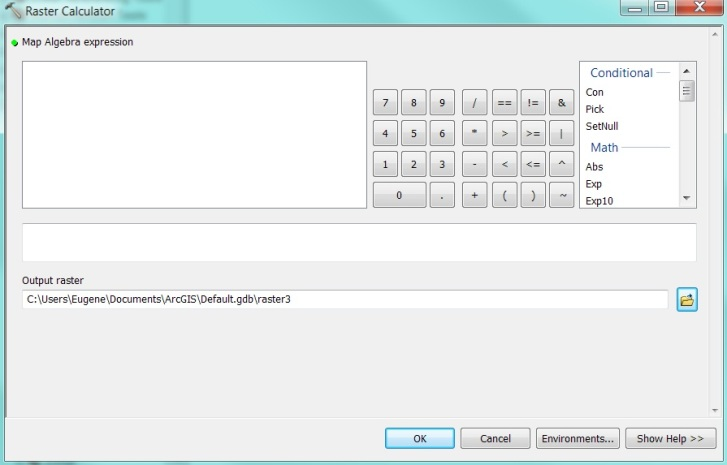 Raster Calculator
Map Algebra expression
7 8 9 / == != &
4 5 6 * > >= |
1 2 3 - < <= ^
0 . + ( ) ~
Conditional
Con
Pick
SetNull
Math
Abs
Exp
Exp10
Output raster
C:\Users\Eugene\Documents\ArcGIS\Default.gdb\raster3
OK Cancel Environments... Show Help >>